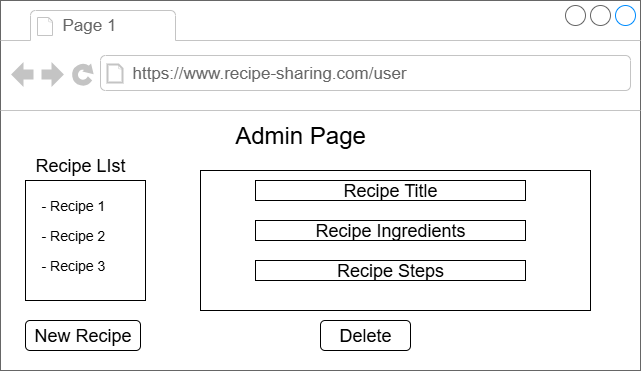 Page 1
https://www.recipe-sharing.com/user
Admin Page
Recipe LIst
- Recipe 1
- Recipe 2
- Recipe 3
Recipe Title
Recipe Ingredients
Recipe Steps
New Recipe
Delete